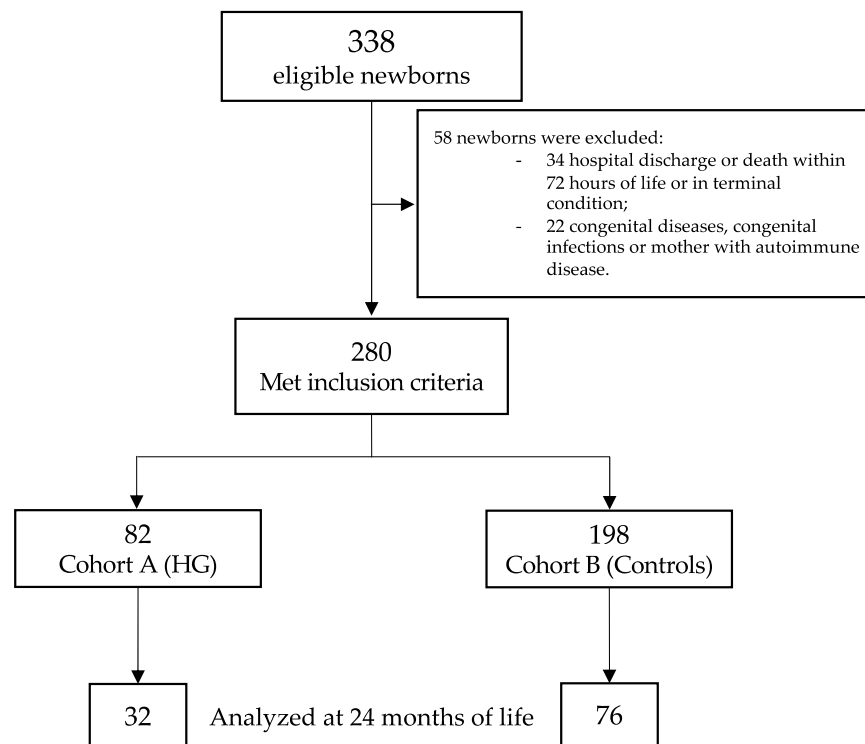 338
eligible newborns
58 newborns were excluded:
- 34 hospital discharge or death within
72 hours of life or in terminal
condition;
- 22 congenital diseases, congenital
infections or mother with autoimmune
disease.
280
Met inclusion criteria
82
Cohort A (HG)
198
Cohort B (Controls)
32
Analyzed at 24 months of life
76